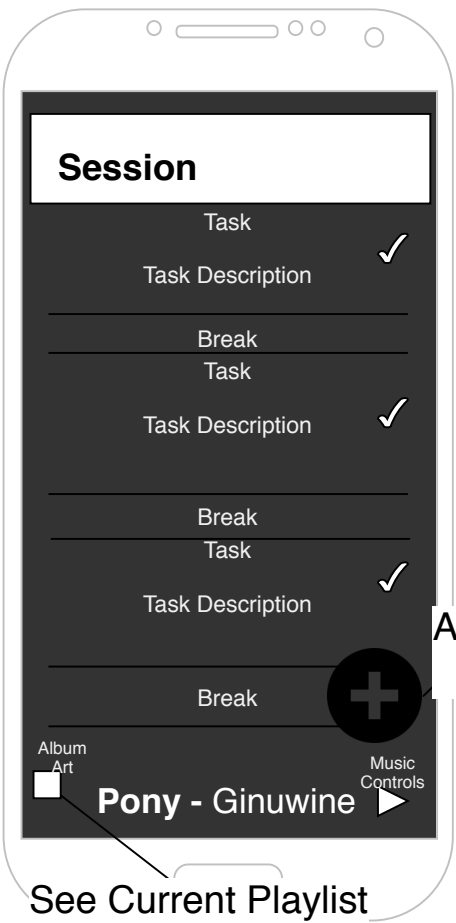 Session
Task
Task Description
Break
Task
Task Description
Break
Task
Task Description
A
Break
Album
Art
Music
Controls
Pony - Ginuwine
See Current Playlist